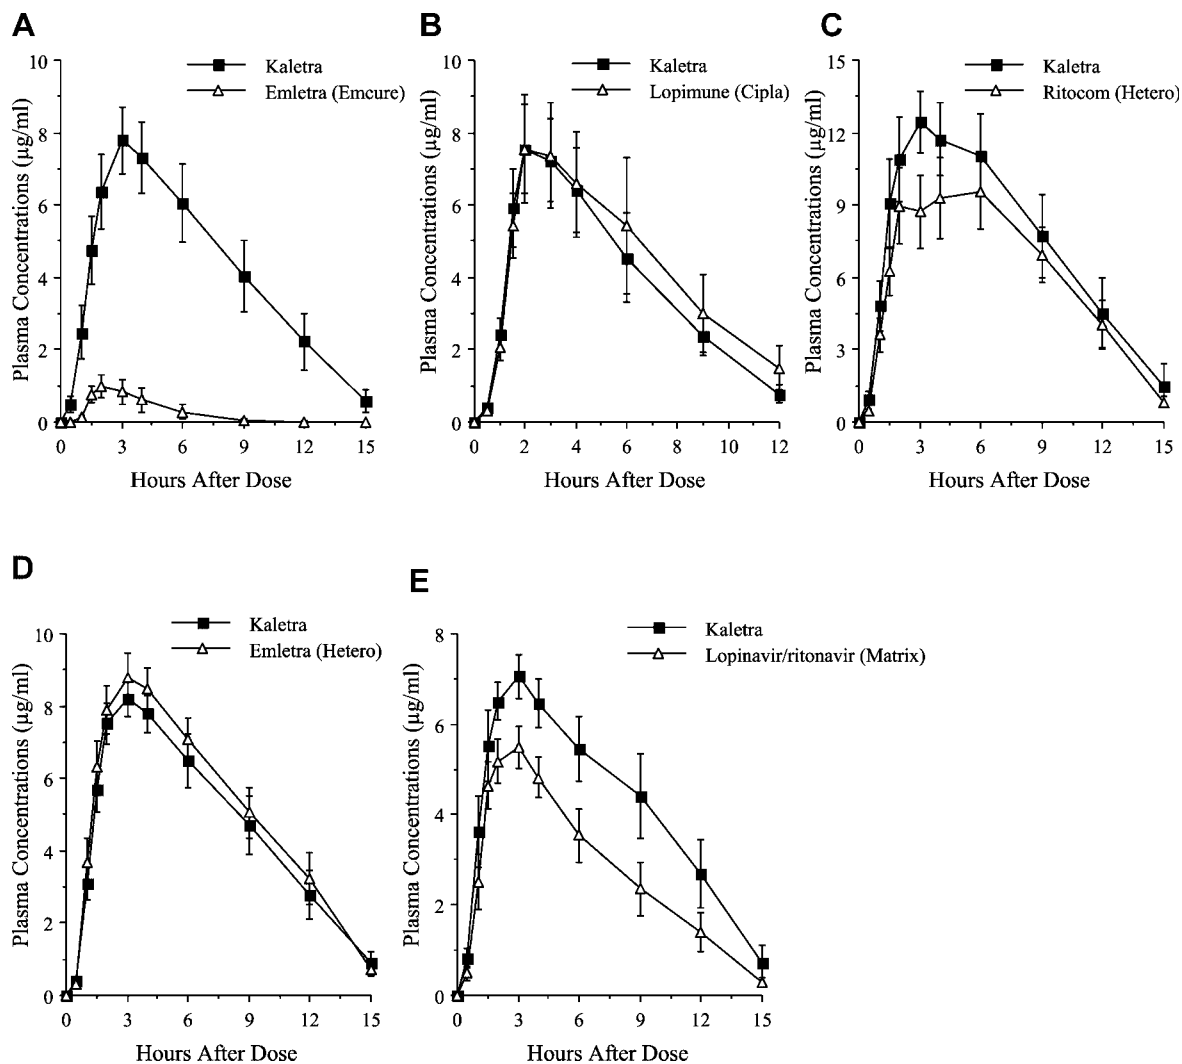 A
Kaletra
Emletra (Emcure)
Plasma Concentrations (µg/ml)
10
8
6
4
2
0
0 3 6 9 12 15
Hours After Dose
B
Kaletra
Lopimune (Cipla)
Plasma Concentrations (µg/ml)
10
8
6
4
2
0
0 2 4 6 8 10 12
Hours After Dose
C
Kaletra
Ritocom (Hetero)
Plasma Concentrations (µg/ml)
15
12
9
6
3
0
0 3 6 9 12 15
Hours After Dose
D
Kaletra
Emletra (Hetero)
Plasma Concentrations (µg/ml)
10
8
6
4
2
0
0 3 6 9 12 15
Hours After Dose
E
Kaletra
Lopinavir/ritonavir (Matrix)
Plasma Concentrations (µg/ml)
8
6
4
2
0
0 3 6 9 12 15
Hours After Dose